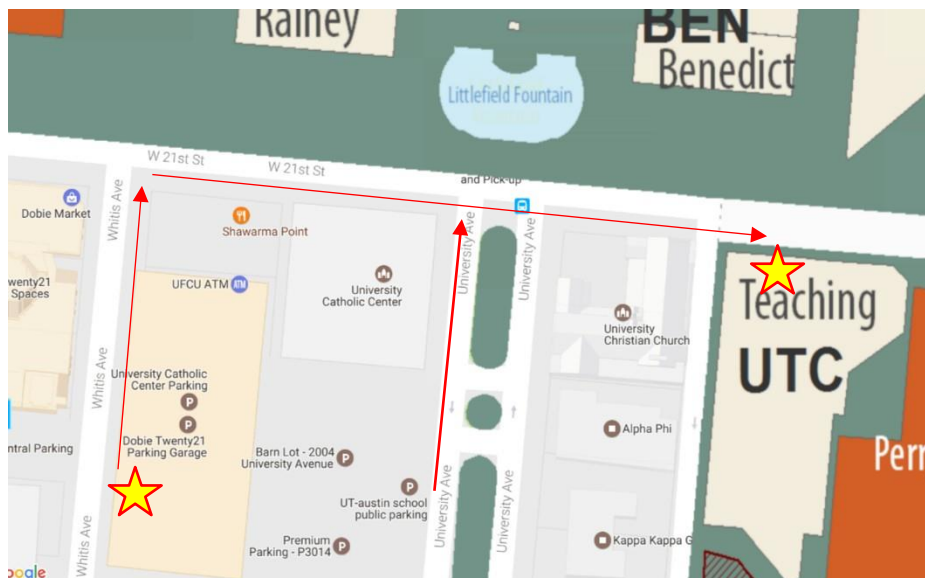 Rainey
BEN
Benedict
Littlefield Fountain
W 21st St
W 21st St
and Pick-up
Whitis Ave
Dobie Market
Shawarma Point
University Ave
University Ave
UFCU ATM
ATM
University
Catholic Center
wenty21
Spaces
University
Christian Church
Teaching
UTC
Whitis Ave
University Catholic
Center Parking
P
P
Dobie Twenty21
Parking Garage
ntral Parking
Barn Lot - 2004
University Avenue
P
Alpha Phi
Perr
P
UT-austin school
public parking
University Ave
University Ave
Whitis Ave
Premium
Parking - P3014
P
Kappa Kappa G
oogle